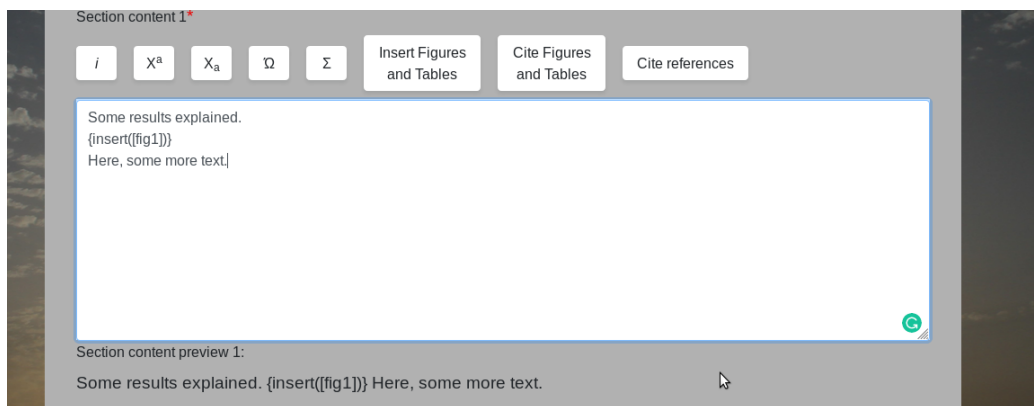 Section content 1*
i
Xᵃ
Xₐ
Ώ
Σ
Insert Figures
and Tables
Cite Figures
and Tables
Cite references
Some results explained.
{insert([fig1])}
Here, some more text.
Section content preview 1:
Some results explained. {insert([fig1])} Here, some more text.